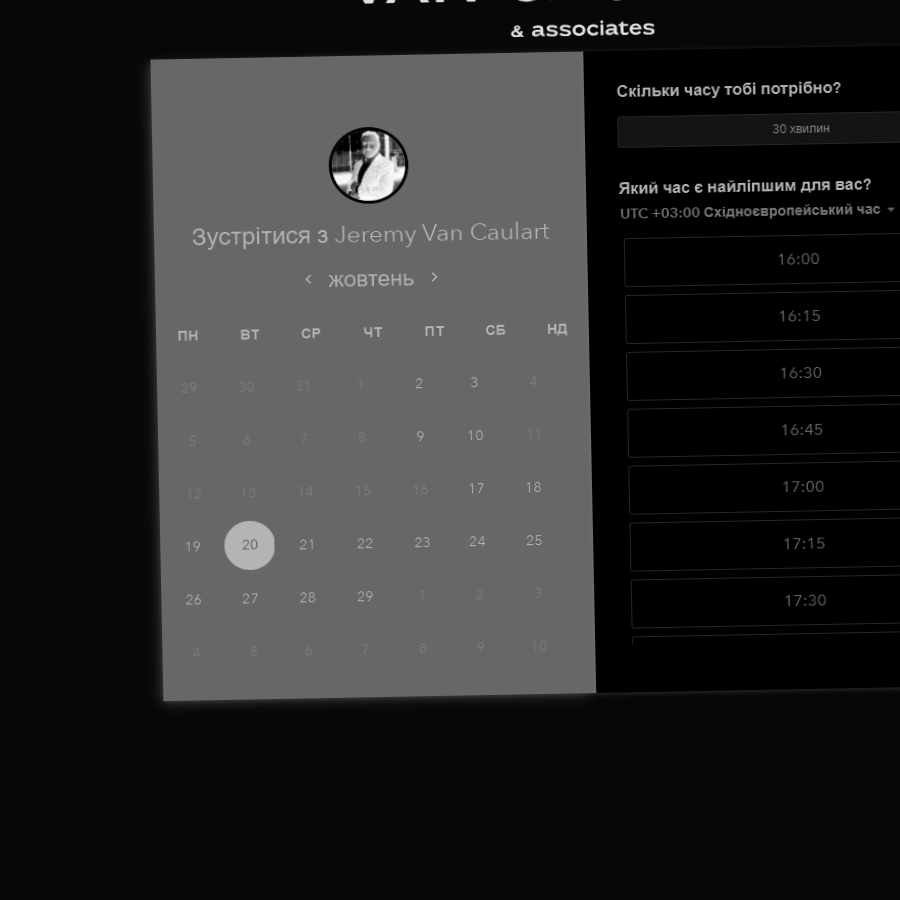 & associates
Зустрітися з Jeremy Van Caulart
жовтень
ПН ВТ СР ЧТ ПТ СБ НД
29 30 31 1 2 3 4
5 6 7 8 9 10 11
12 13 14 15 16 17 18
19 20 21 22 23 24 25
26 27 28 29 1 2 3
4 5 6 7 8 9 10
Скільки часу тобі потрібно?
30 хвилин
Який час є найліпшим для вас?
UTC +03:00 Східноєвропейський час
16:00
16:15
16:30
16:45
17:00
17:15
17:30